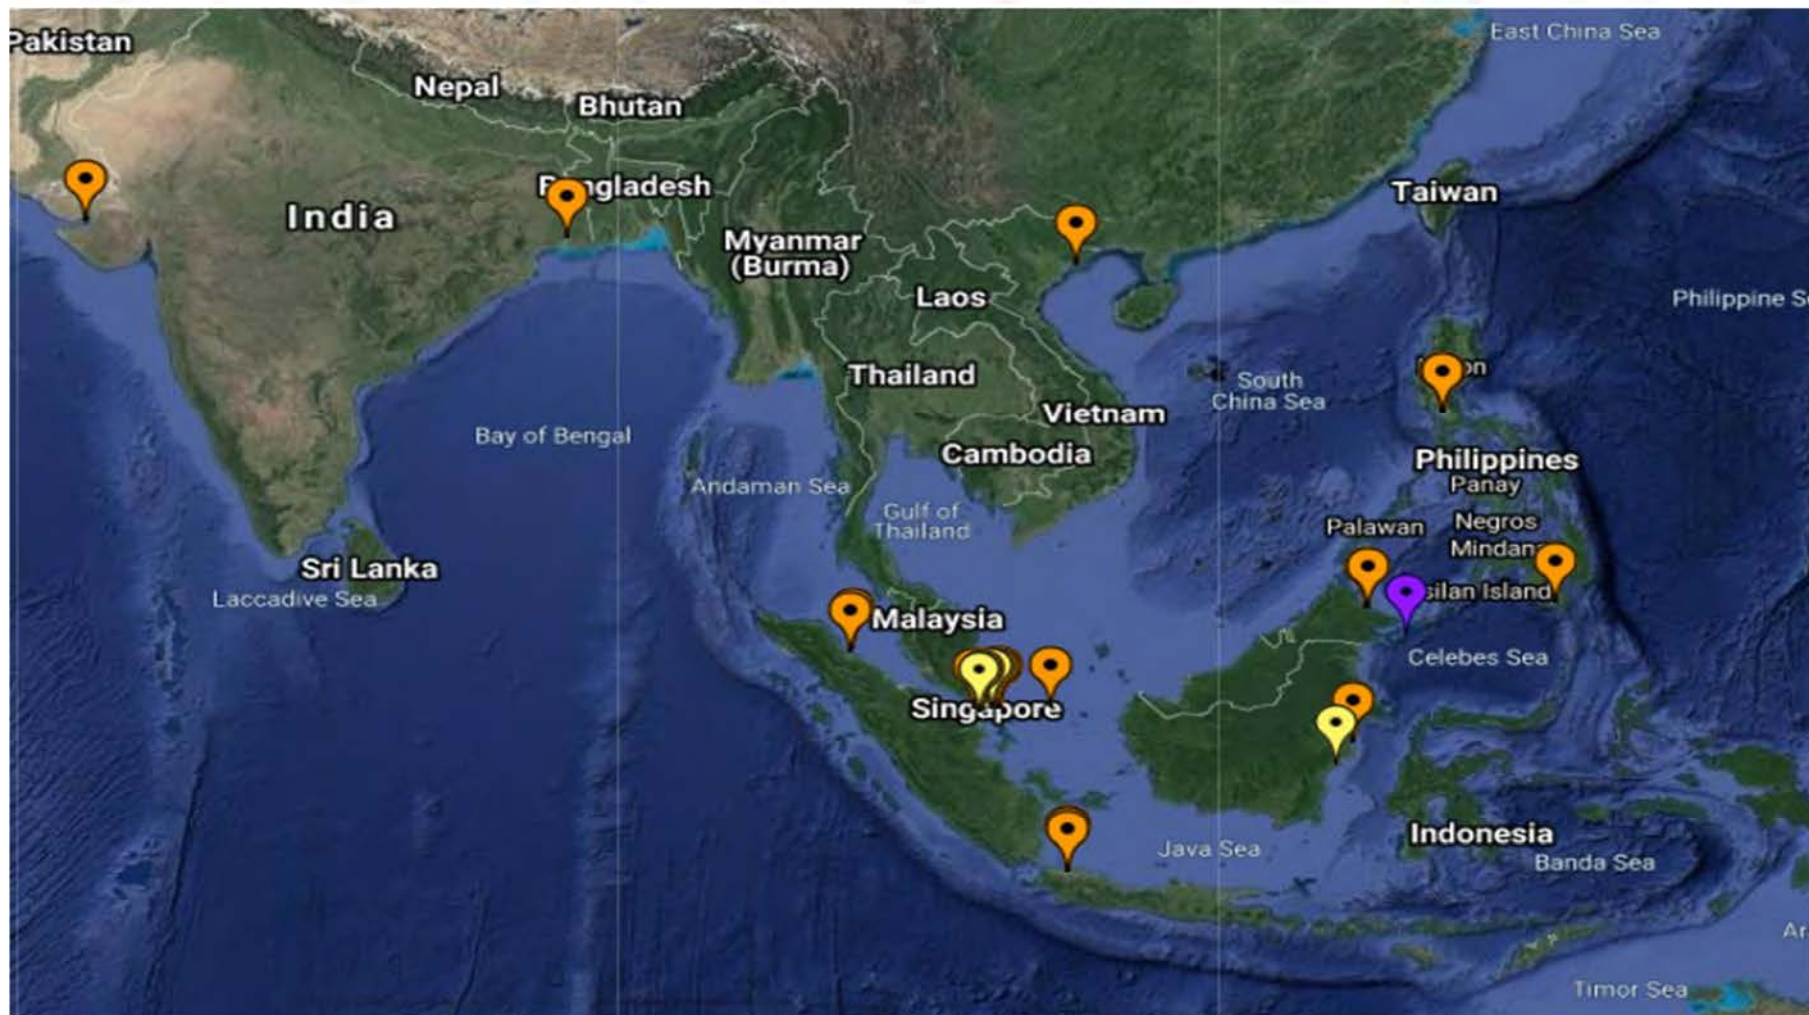 East China Sea
Pakistan
Nepal
Bhutan
Taiwan
India
Myanmar
(Burma)
Laos
Philippine
Thailand
South
China Sea
Vietnam
Bay of Bengal
Cambodia
Philippines
Panay
Andaman Sea
Gulf of
Thailand
Palawan
Negros
Sri Lanka
Laccadive Sea
Island
Malaysia
Celebes Sea
Singapore
Indonesia
Java Sea
Banda Sea
Timor Sea